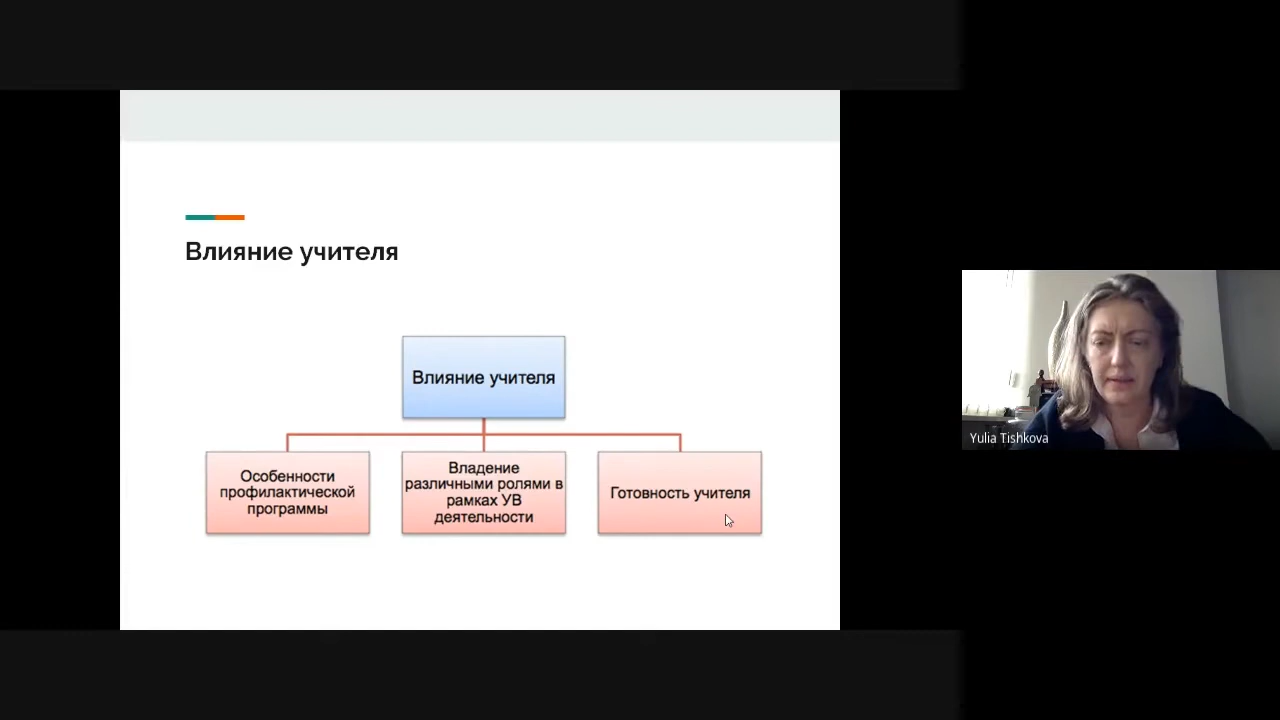 Влияние учителя
Влияние учителя
Особенности
профилактической
программы
Владение
различными ролями в
рамках УВ
деятельности
Готовность учителя
Yulia Tishkova